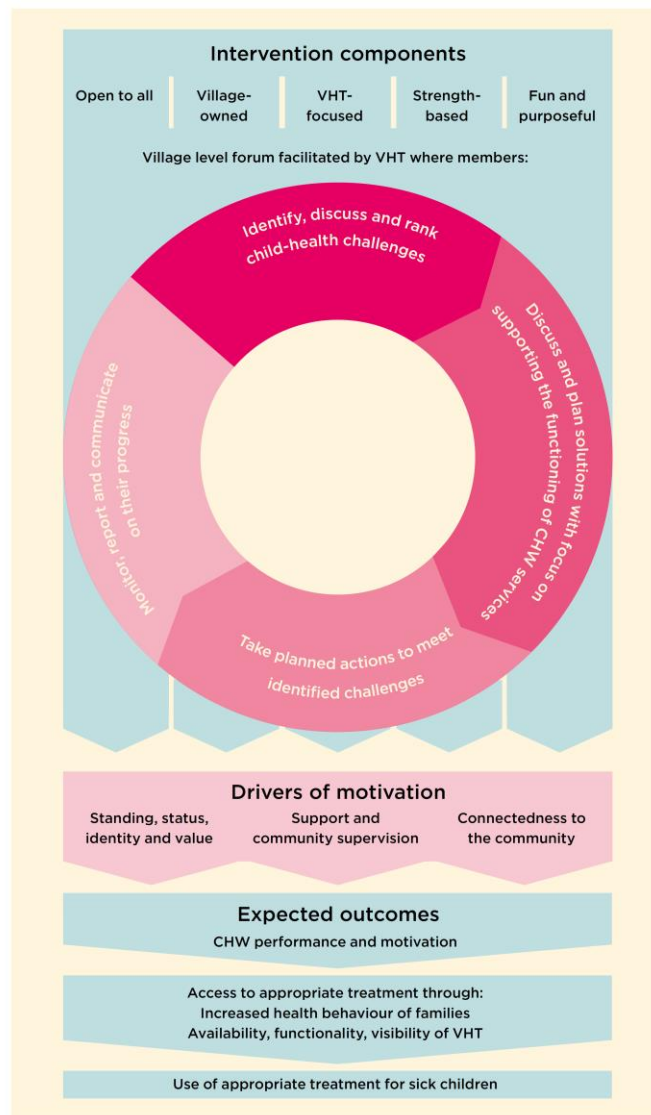 Intervention components
Open to all
Village-
owned
VHT-
focused
Strength-
based
Fun and
purposeful
Village level forum facilitated by VHT where members:
Identify, discuss and rank
child-health challenges
Discuss and plan solutions with focus on
supporting the functioning of CHW services
Take planned actions to meet
identified challenges
Monitor, report and communicate
on their progress
Drivers of motivation
Standing, status,
identity and value
Support and
community supervision
Connectedness to
the community
Expected outcomes
CHW performance and motivation
Access to appropriate treatment through:
Increased health behaviour of families
Availability, functionality, visibility of VHT
Use of appropriate treatment for sick children